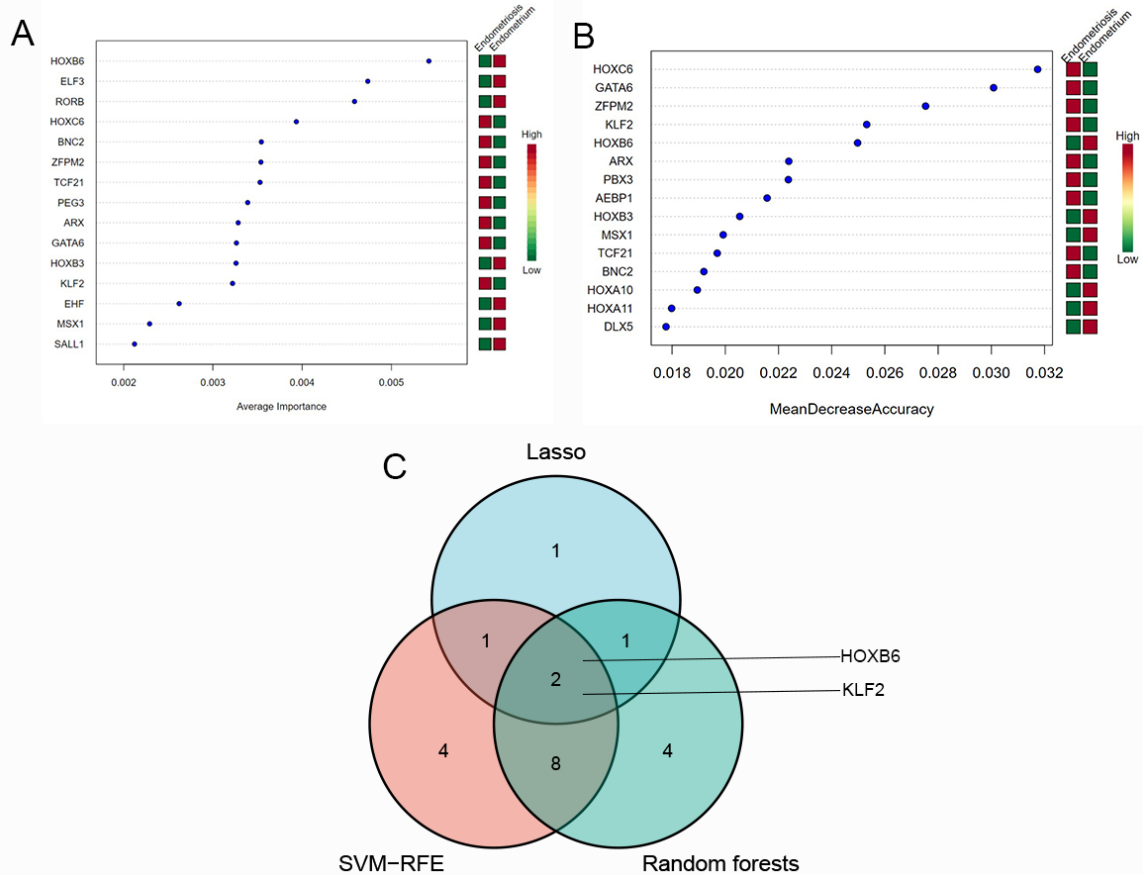 A
Endometriosis
Endometrium
HOXB6
ELF3
RORB
HOXC6
BNC2
ZFPM2
TCF21
PEG3
ARX
GATA6
HOXB3
KLF2
EHF
MSX1
SALL1
High
Low
0.002 0.003 0.004 0.005
Average Importance
B
Endometriosis
Endometrium
HOXC6
GATA6
ZFPM2
KLF2
HOXB6
ARX
PBX3
AEBP1
HOXB3
MSX1
TCF21
BNC2
HOXA10
HOXA11
DLX5
High
Low
0.018 0.020 0.022 0.024 0.026 0.028 0.030 0.032
MeanDecreaseAccuracy
C
Lasso
1
1 1
HOXB6
2
KLF2
4 8 4
SVM−RFE Random forests